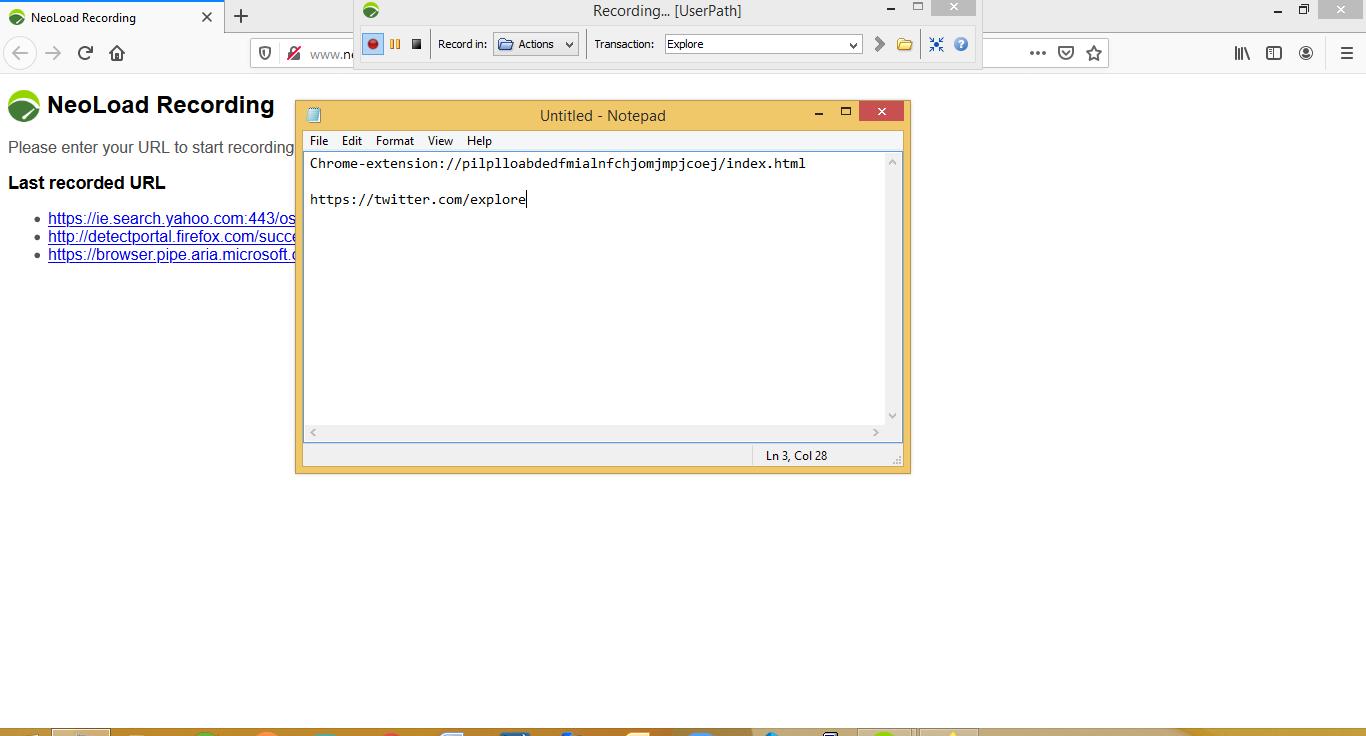 NeoLoad Recording
Recording... [UserPath]
Record in: Actions Transaction: Explore
www.n
NeoLoad Recording
Please enter your URL to start recording
Last recorded URL
https://ie.search.yahoo.com:443/os
http://detectportal.firefox.com/succe
https://browser.pipe.aria.microsoft.
Untitled - Notepad
File Edit Format View Help
Chrome-extension://pilplloabdedfmialnfchjomjmpjcoej/index.html
https://twitter.com/explore
Ln 3, Col 28